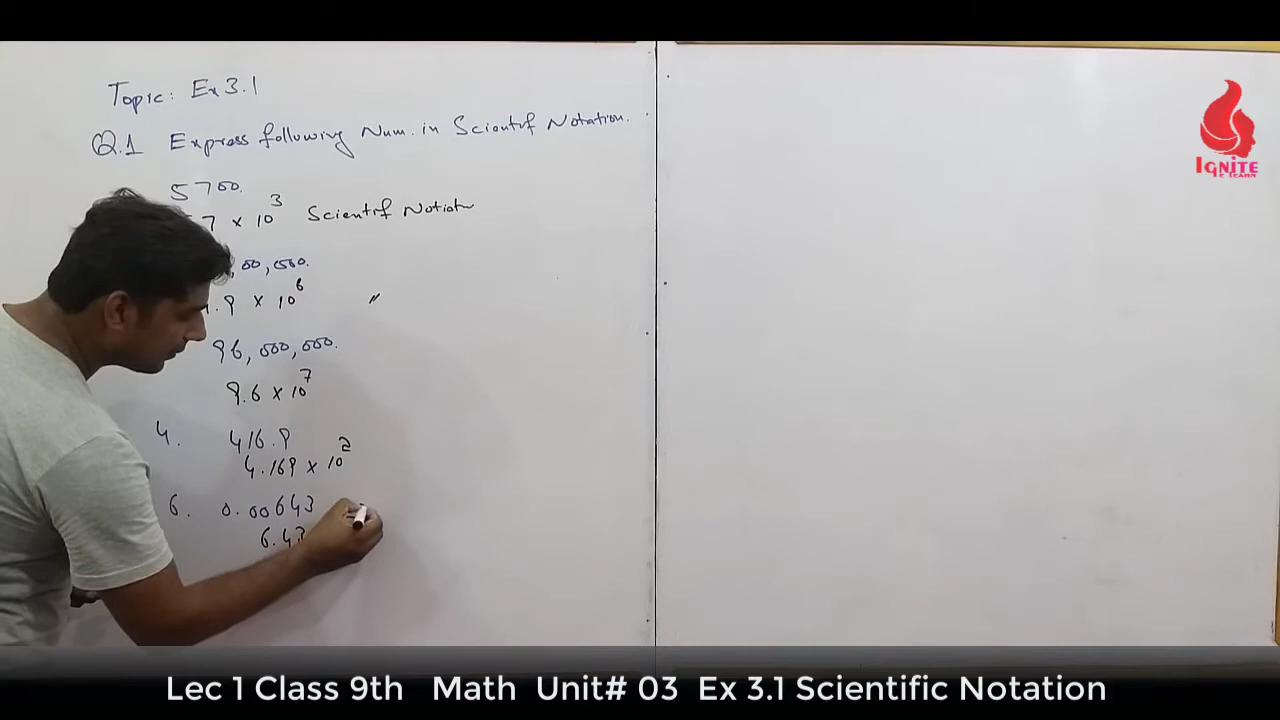 Topic: Ex 3.1
Q.1 Express following Num. in Scientif Notation.
5700.
7 × 10³ Scientif Notiatn
,00,000.
.9 × 10⁶ "
96,000,000.
9.6 × 10⁷
4. 416.9
4.169 × 10²
6. 0.00643
6.43
IGNITE
E LEARN
Lec 1 Class 9th Math Unit# 03 Ex 3.1 Scientific Notation